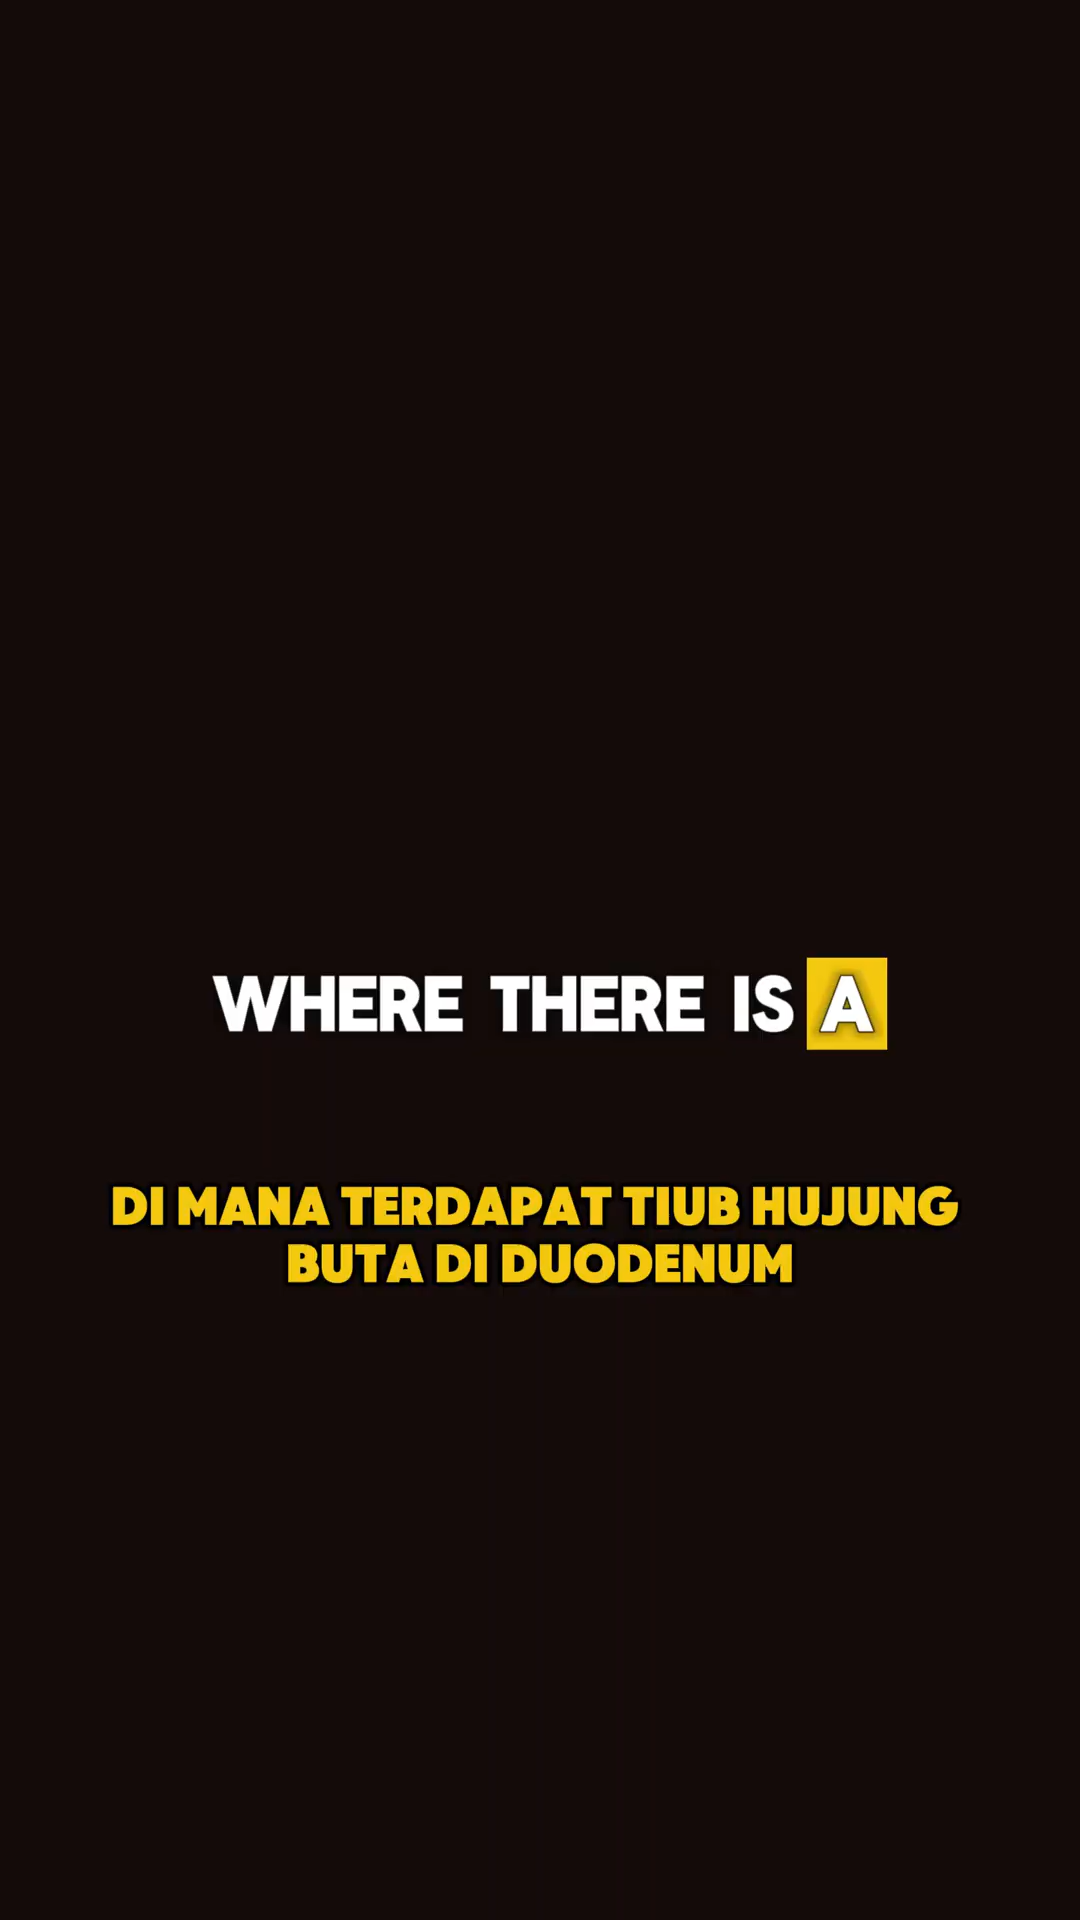 WHERE THERE IS A
DI MANA TERDAPAT TIUB HUJUNG
BUTA DI DUODENUM